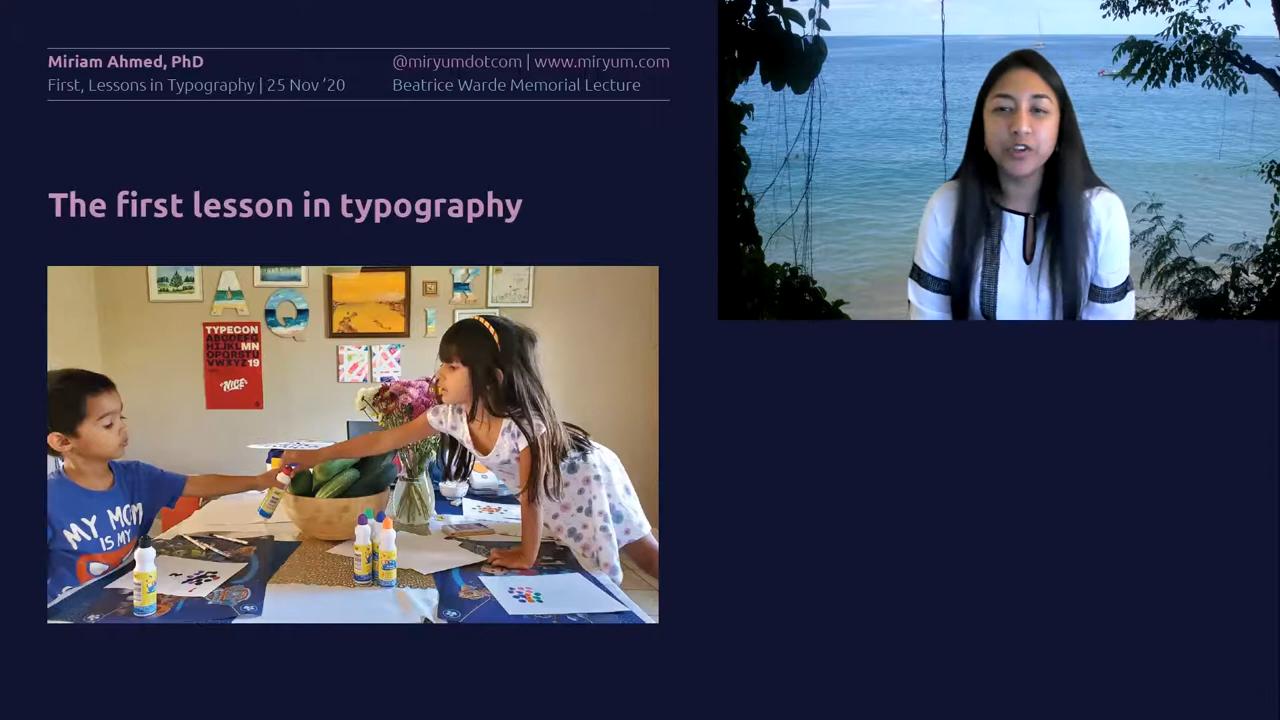 Miriam Ahmed, PhD
First, Lessons in Typography | 25 Nov ’20
@miryumdotcom | www.miryum.com
Beatrice Warde Memorial Lecture
The first lesson in typography
A
Q
TYPECON
ABCDEFG
HIJKLMN
OPQRSTU
VWXYZ19
NICE
MY MOM
IS MY